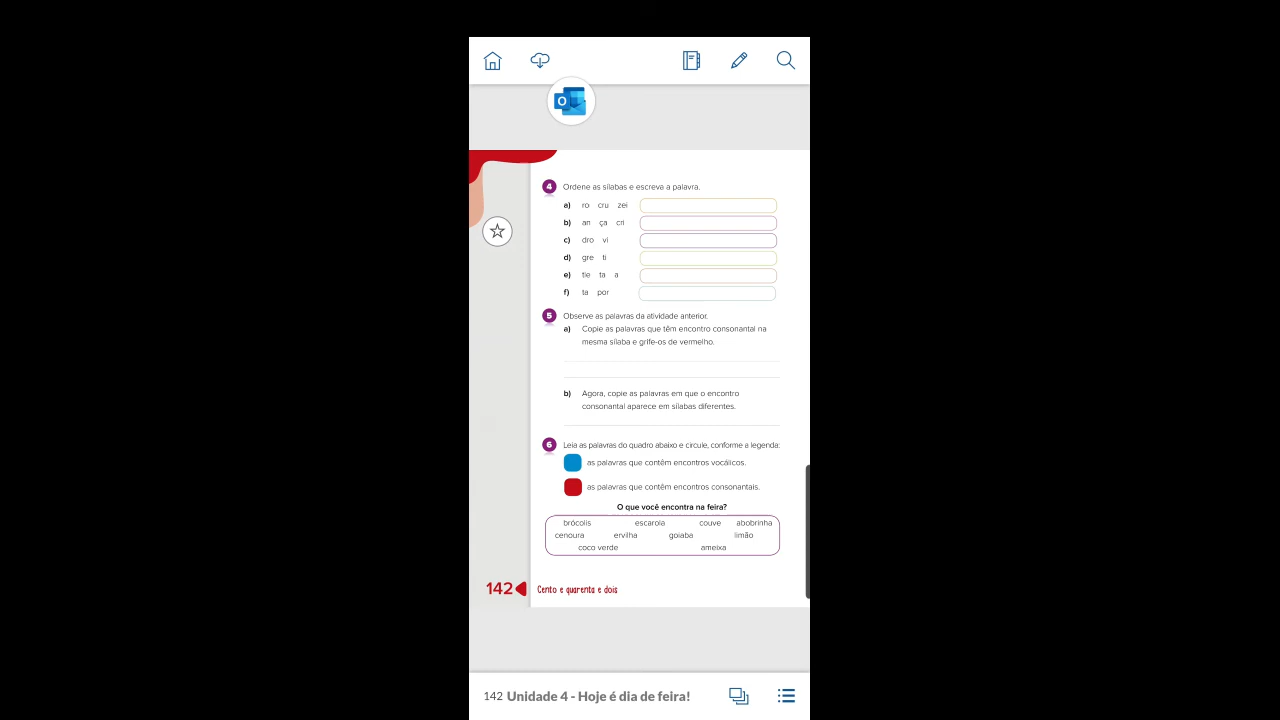 O
4 Ordene as sílabas e escreva a palavra.
a) ro cru zei
b) an ça cri
c) dro vi
d) gre ti
e) tle ta a
f) ta por
5 Observe as palavras da atividade anterior.
a) Copie as palavras que têm encontro consonantal na
mesma sílaba e grife-os de vermelho.
b) Agora, copie as palavras em que o encontro
consonantal aparece em sílabas diferentes.
6 Leia as palavras do quadro abaixo e circule, conforme a legenda:
as palavras que contêm encontros vocálicos.
as palavras que contêm encontros consonantais.
O que você encontra na feira?
brócolis escarola couve abobrinha
cenoura ervilha goiaba limão
coco verde ameixa
142 Cento e quarenta e dois
142 Unidade 4 - Hoje é dia de feira!